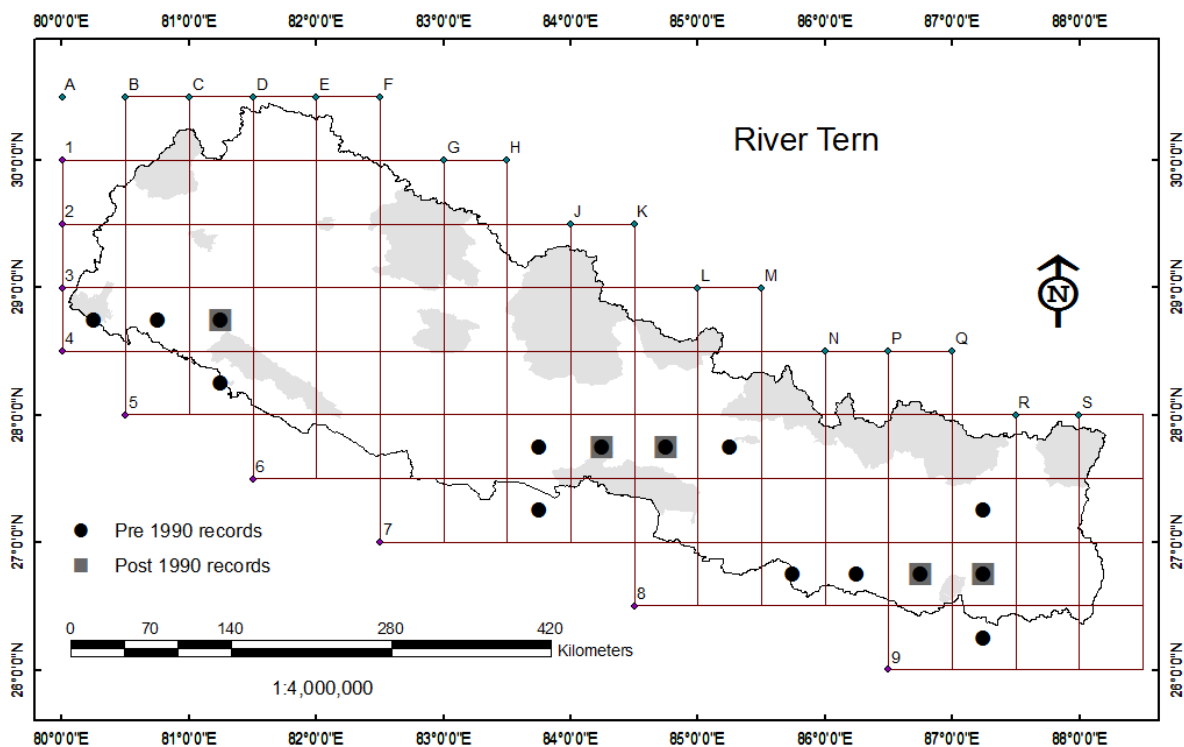 80°0'0"E 81°0'0"E 82°0'0"E 83°0'0"E 84°0'0"E 85°0'0"E 86°0'0"E 87°0'0"E 88°0'0"E
A B C D E F
River Tern
1 G H
30°0'0"N 30°0'0"N
2 J K
3 L M
29°0'0"N 29°0'0"N
N
4 N P Q
5 R S
28°0'0"N 28°0'0"N
6
Pre 1990 records
7
27°0'0"N 27°0'0"N
Post 1990 records
8
0 70 140 280 420
Kilometers
9
26°0'0"N 26°0'0"N
1:4,000,000
80°0'0"E 81°0'0"E 82°0'0"E 83°0'0"E 84°0'0"E 85°0'0"E 86°0'0"E 87°0'0"E 88°0'0"E